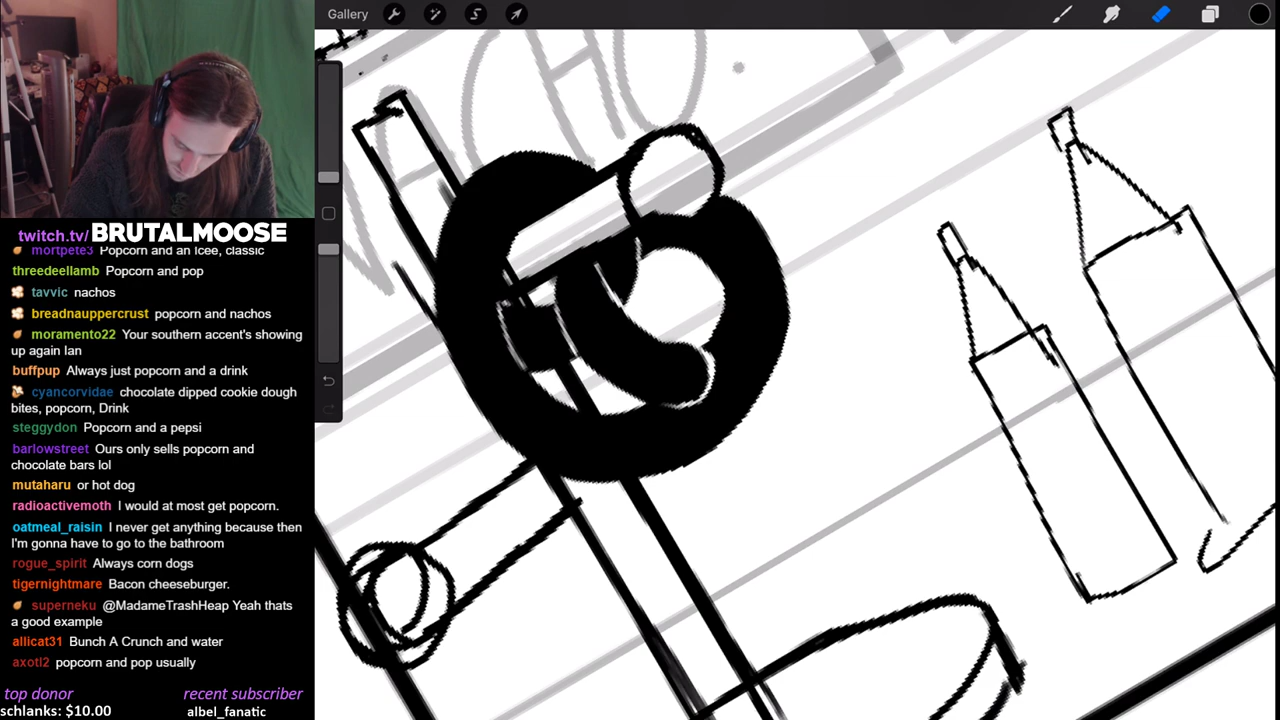 Gallery
twitch.tv/BRUTALMOOSE
mortpete3 Popcorn and an Icee, classic
threedeellamb Popcorn and pop
tavvic nachos
breadnauppercrust popcorn and nachos
moramento22 Your southern accent's showing
up again Ian
buffpup Always just popcorn and a drink
cyancorvidae chocolate dipped cookie dough
bites, popcorn, Drink
steggydon Popcorn and a pepsi
barlowstreet Ours only sells popcorn and
chocolate bars lol
mutaharu or hot dog
radioactivemoth I would at most get popcorn.
oatmeal_raisin I never get anything because then
I'm gonna have to go to the bathroom
rogue_spirit Always corn dogs
tigernightmare Bacon cheeseburger.
superneku @MadameTrashHeap Yeah thats
a good example
allicat31 Bunch A Crunch and water
axotl2 popcorn and pop usually
top donor recent subscriber
schlanks: $10.00 albel_fanatic